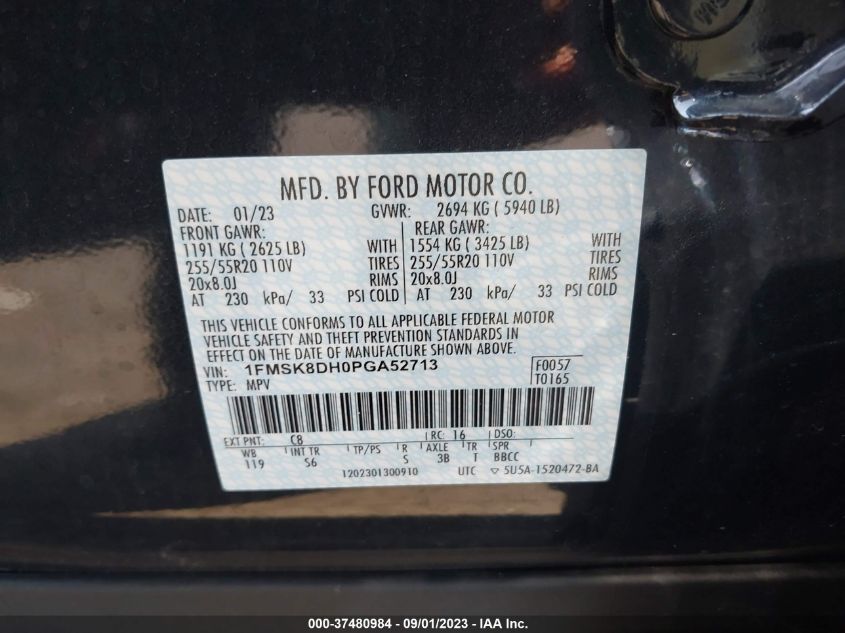 MFD. BY FORD MOTOR CO.
DATE: 01/23 GVWR: 2694 KG ( 5940 LB)
FRONT GAWR: REAR GAWR:
1191 KG ( 2625 LB) WITH 1554 KG ( 3425 LB) WITH
255/55R20 110V TIRES 255/55R20 110V TIRES
20x8.0J RIMS 20x8.0J RIMS
AT 230 kPa/ 33 PSI COLD AT 230 kPa/ 33 PSI COLD
THIS VEHICLE CONFORMS TO ALL APPLICABLE FEDERAL MOTOR
VEHICLE SAFETY AND THEFT PREVENTION STANDARDS IN
EFFECT ON THE DATE OF MANUFACTURE SHOWN ABOVE.
VIN: 1FMSK8DH0PGA52713 F0057
TYPE: MPV T0165
EXT PNT: C8 RC: 16 DSO:
WB INT TR TP/PS R AXLE TR SPR
119 S6 S 3B T BBCC
1202301300910 UTC 5U5A-1520472-BA
000-37480984 - 09/01/2023 - IAA Inc.